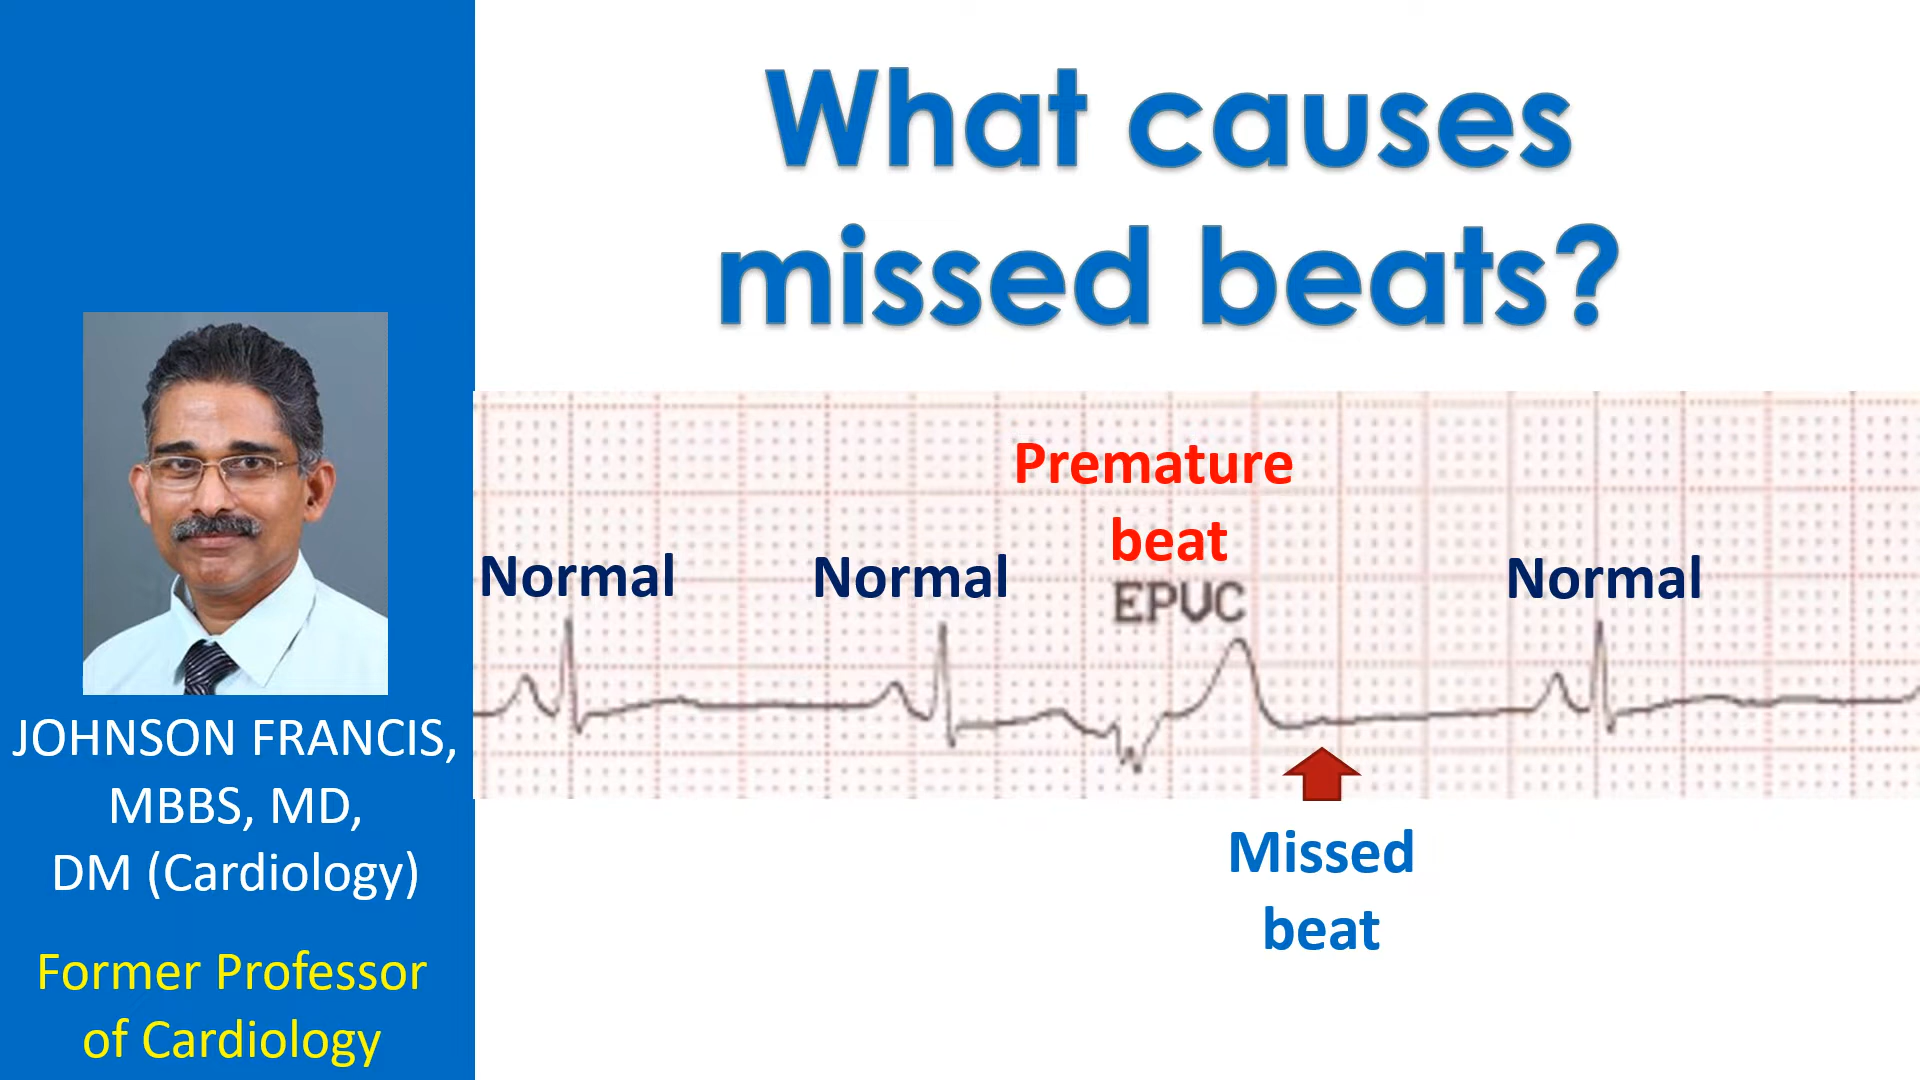 What causes
missed beats?
Premature
beat
Normal
Normal
EPVC
Normal
Missed
beat
JOHNSON FRANCIS,
MBBS, MD,
DM (Cardiology)
Former Professor
of Cardiology